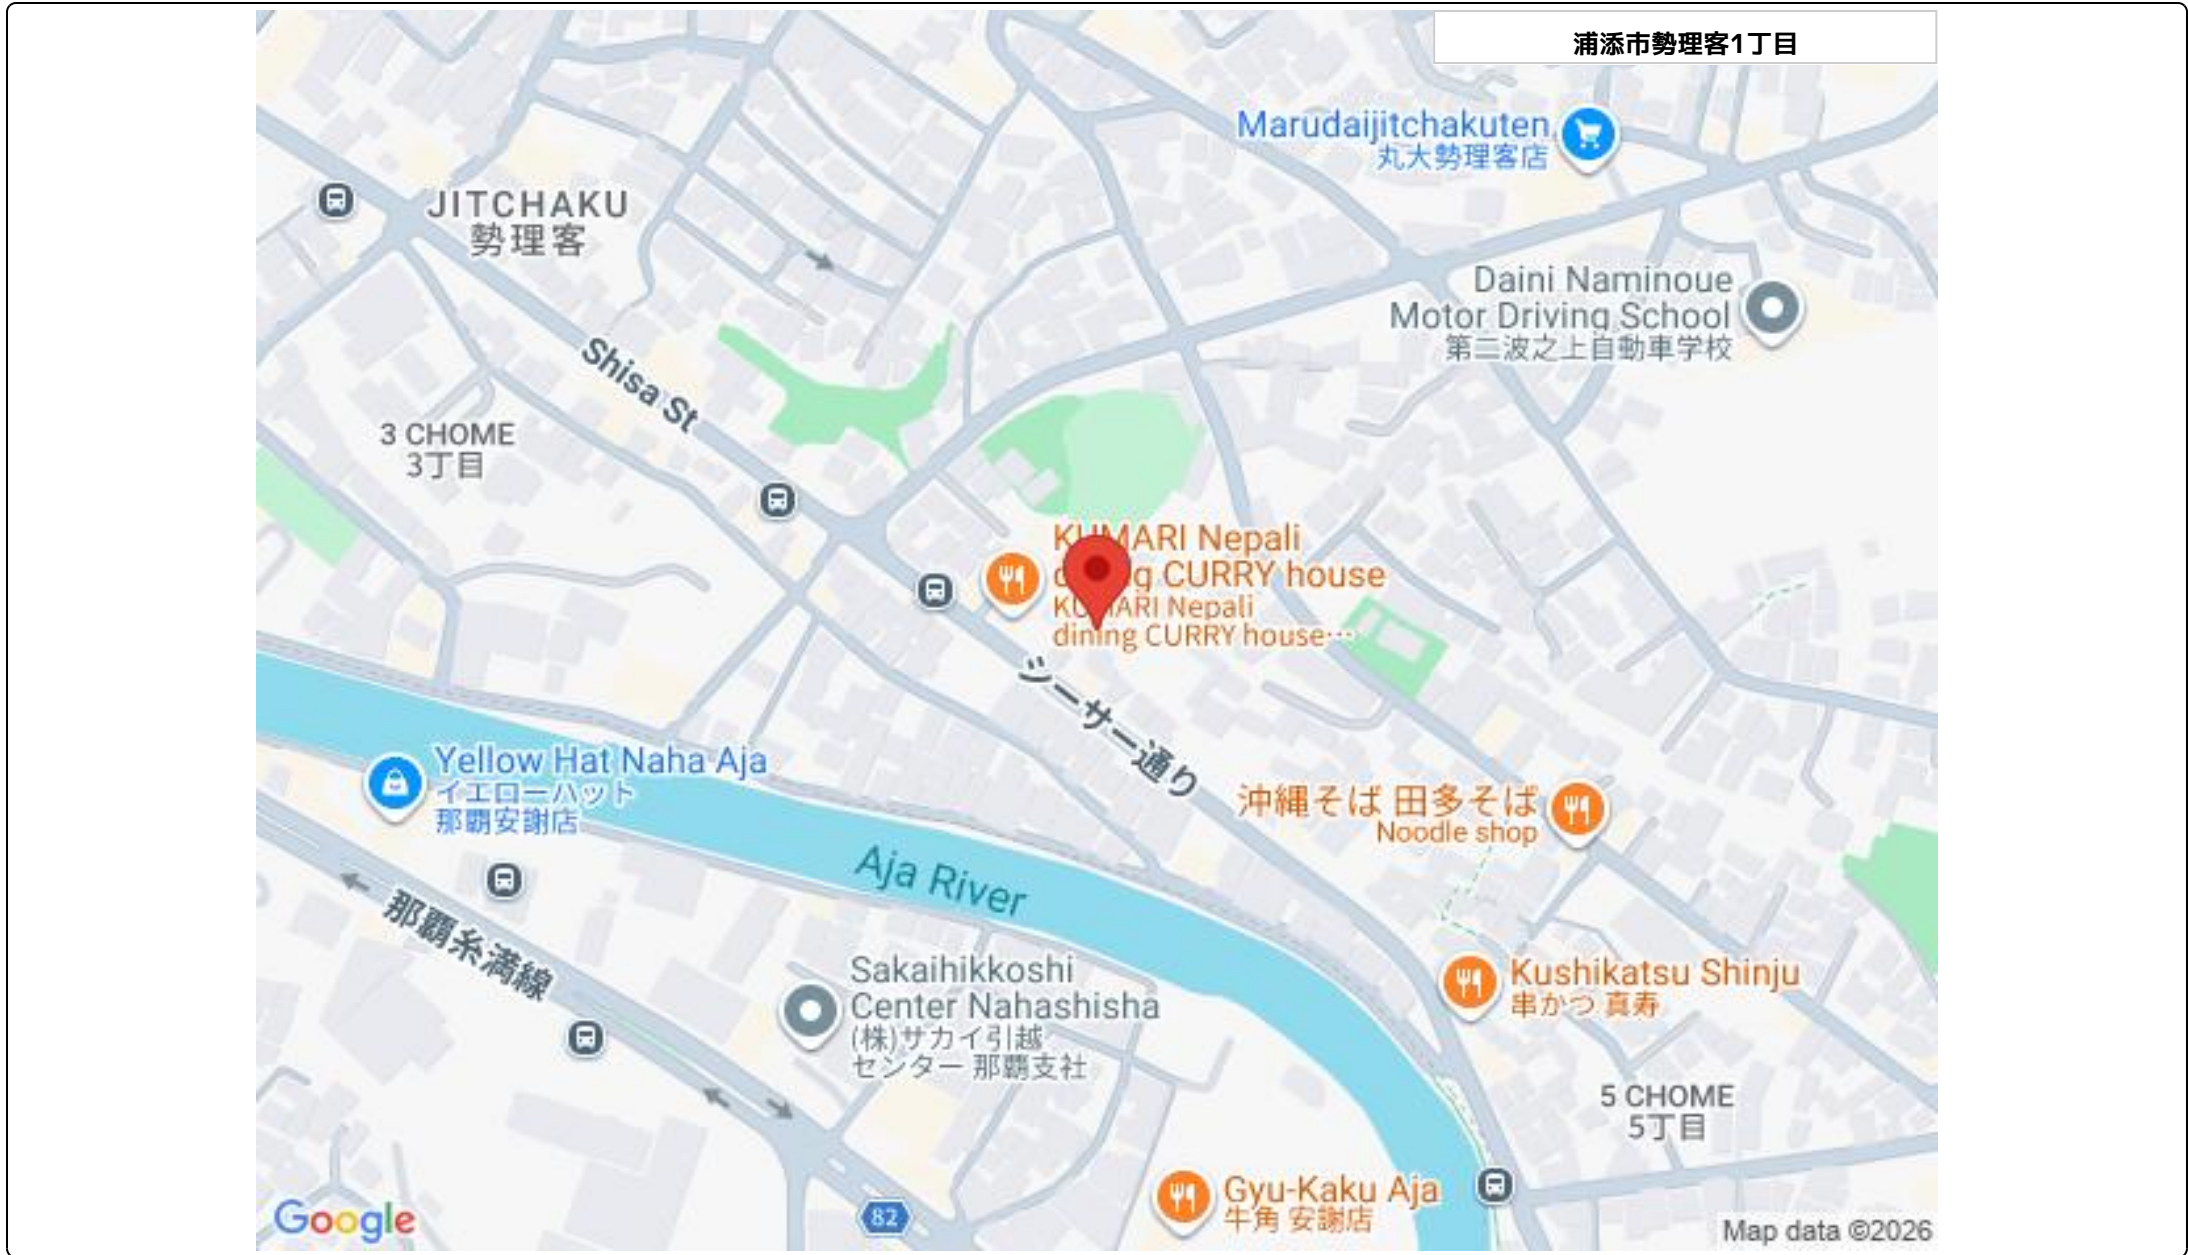 浦添市勢理客1丁目
Marudaijitchakuten
丸大勢理客店
JITCHAKU
勢理客
Daini Naminoue
Motor Driving School
第二波之上自動車学校
Shisa St
3 CHOME
3丁目
KUMARI Nepali
dining CURRY house
KUMARI Nepali
dining CURRY house…
シーサー通り
Yellow Hat Naha Aja
イエローハット
那覇安謝店
沖縄そば 田多そば
Noodle shop
Aja River
那覇糸満線
Sakaihikkoshi
Center Nahashisha
(株)サカイ引越
センター 那覇支社
Kushikatsu Shinju
串かつ 真寿
5 CHOME
5丁目
Gyu-Kaku Aja
牛角 安謝店
82
Google
Map data ©2026